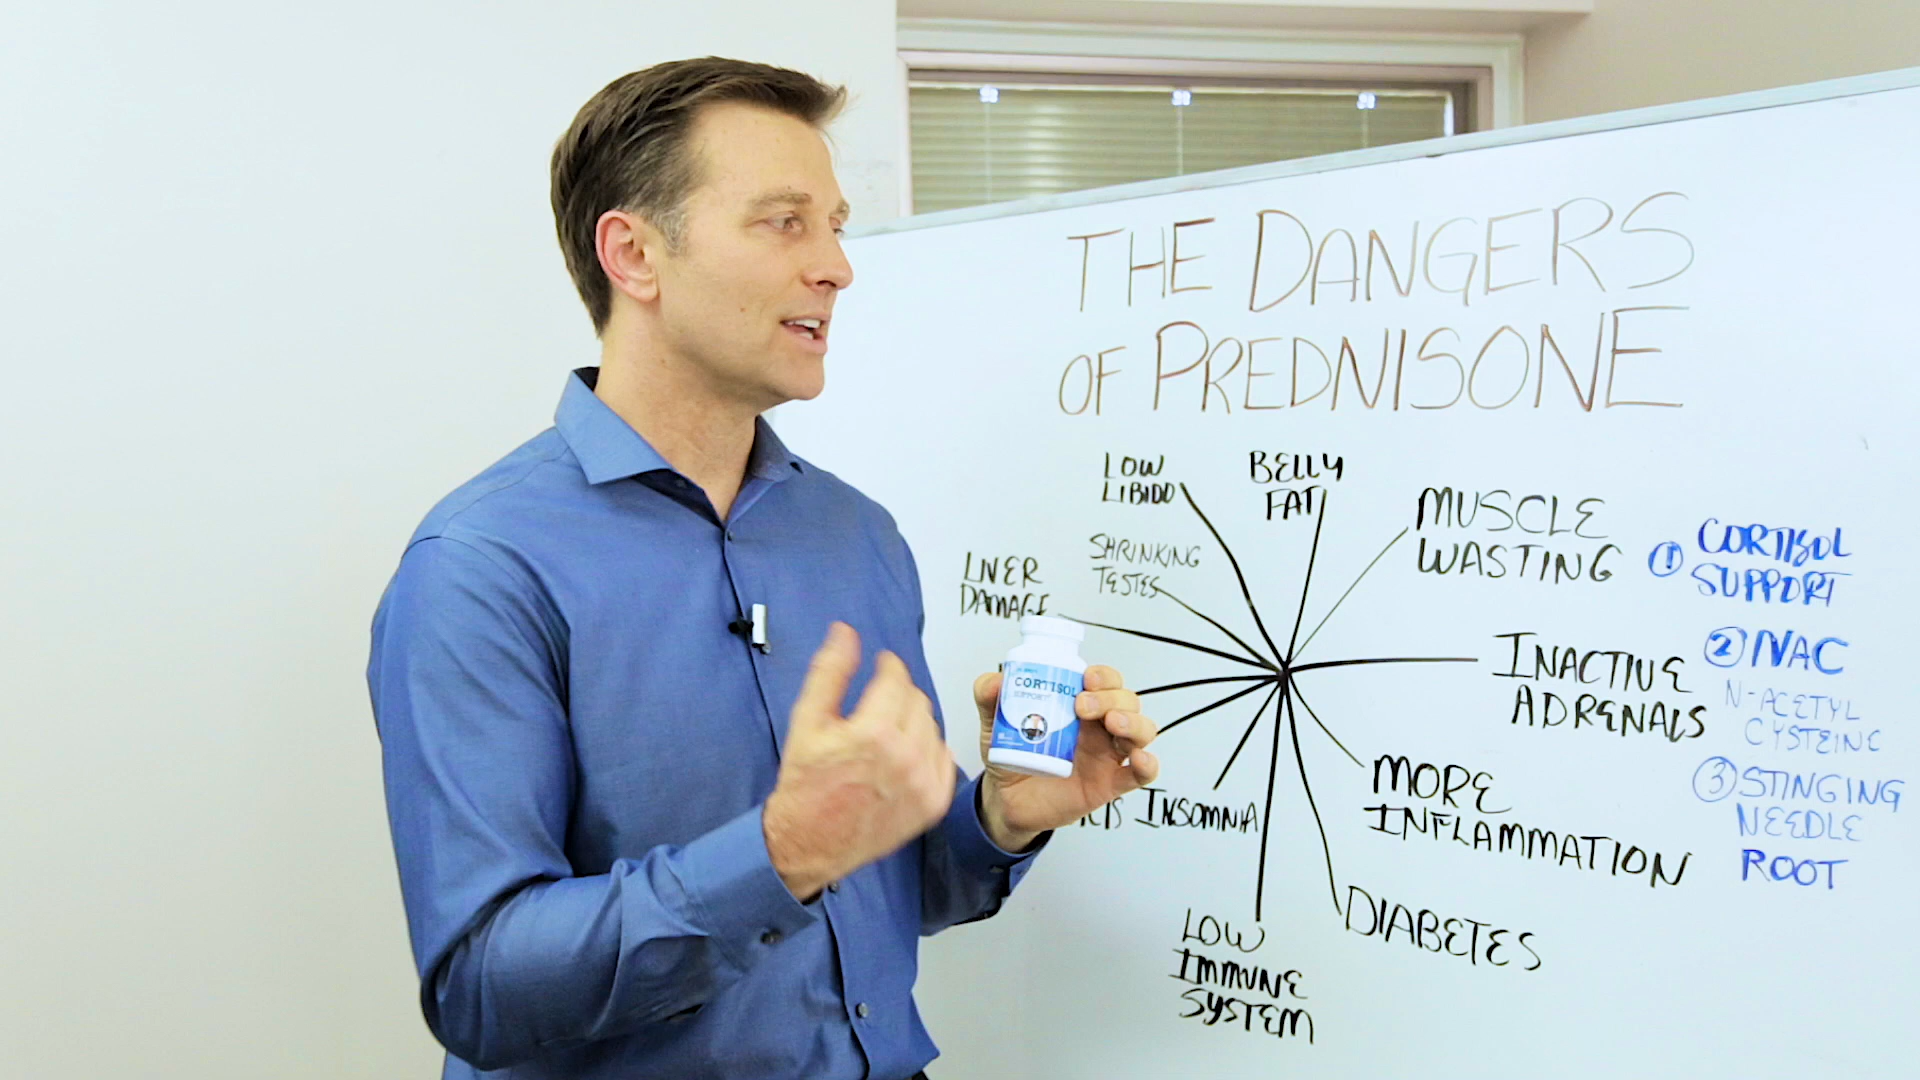 THE DANGERS
OF PREDNISONE
LOW
LIBIDO
BELLY
FAT
MUSCLE
WASTING
SHRINKING
TESTES
LIVER
DAMAGE
INACTIVE
ADRENALS
MORE
INFLAMMATION
DIABETES
LOW
IMMUNE
SYSTEM
INSOMNIA
① CORTISOL
SUPPORT
② NAC
N-ACETYL
CYSTEINE
③ STINGING
NEEDLE
ROOT
CORTISOL
SUPPORT